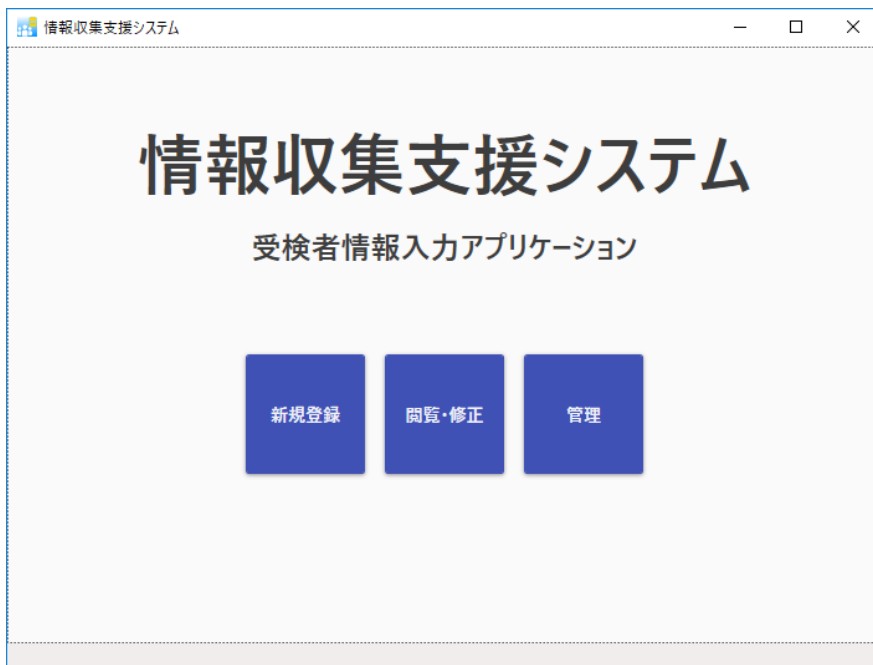 情報収集支援システム
情報収集支援システム
受検者情報入力アプリケーション
新規登録
閲覧・修正
管理